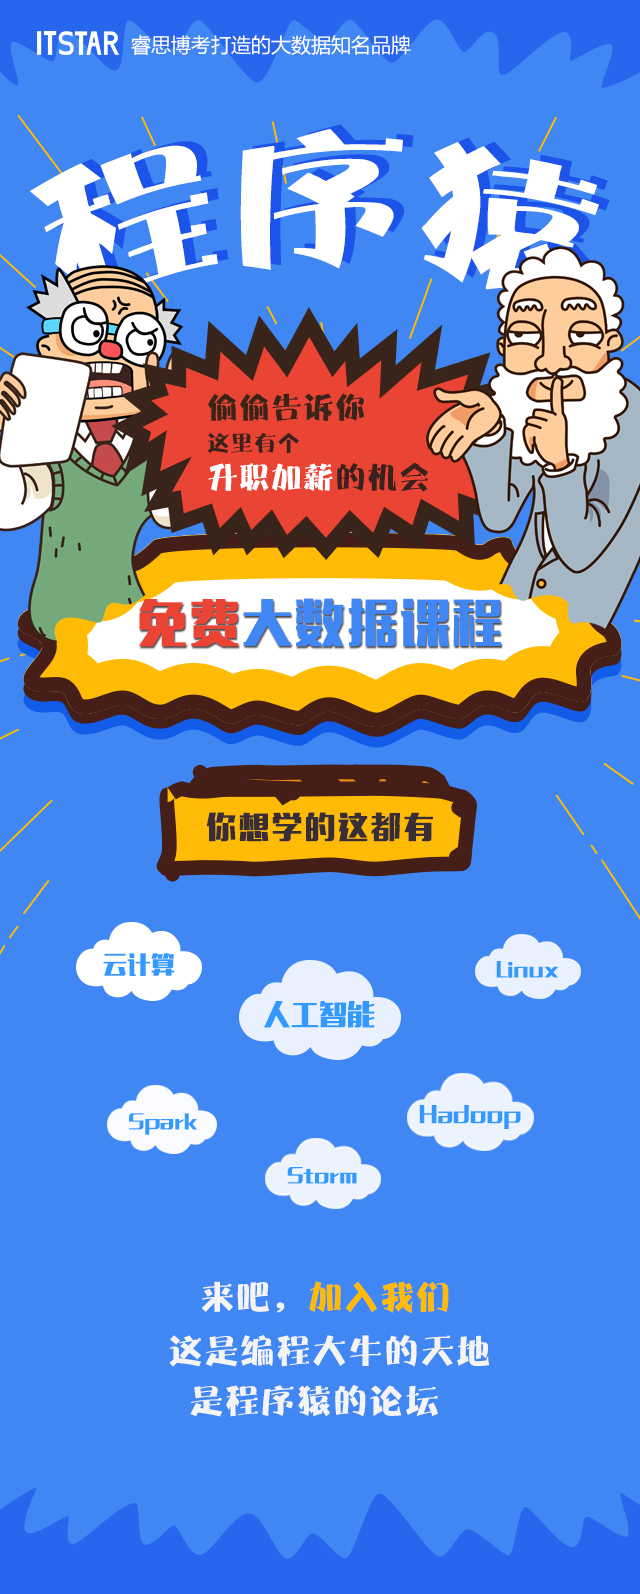 ITSTAR 睿思博考打造的大数据知名品牌
程序猿
偷偷告诉你
这里有个
升职加薪的机会
免费大数据课程
你想学的这都有
云计算
人工智能
Linux
Spark
Hadoop
Storm
来吧，加入我们
这是编程大牛的天地
是程序猿的论坛